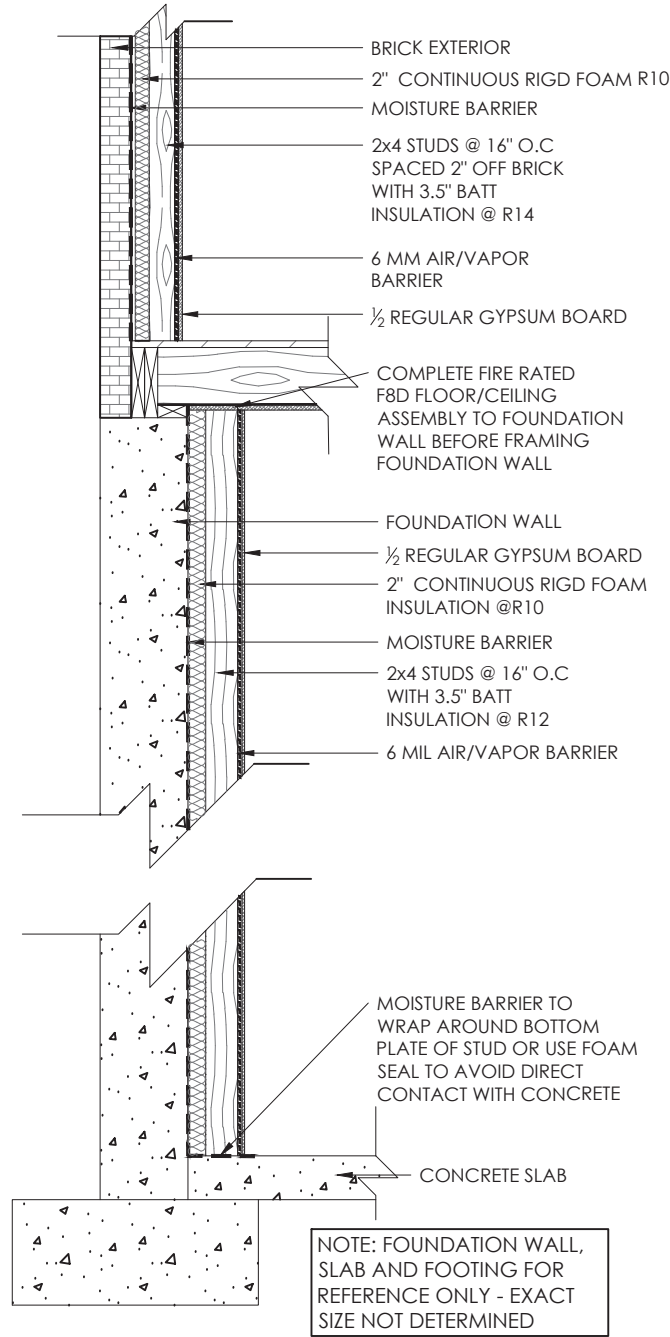 BRICK EXTERIOR
2" CONTINUOUS RIGD FOAM R10
MOISTURE BARRIER
2x4 STUDS @ 16" O.C
SPACED 2" OFF BRICK
WITH 3.5" BATT
INSULATION @ R14
6 MM AIR/VAPOR
BARRIER
½ REGULAR GYPSUM BOARD
COMPLETE FIRE RATED
F8D FLOOR/CEILING
ASSEMBLY TO FOUNDATION
WALL BEFORE FRAMING
FOUNDATION WALL
FOUNDATION WALL
½ REGULAR GYPSUM BOARD
2" CONTINUOUS RIGD FOAM
INSULATION @R10
MOISTURE BARRIER
2x4 STUDS @ 16" O.C
WITH 3.5" BATT
INSULATION @ R12
6 MIL AIR/VAPOR BARRIER
MOISTURE BARRIER TO
WRAP AROUND BOTTOM
PLATE OF STUD OR USE FOAM
SEAL TO AVOID DIRECT
CONTACT WITH CONCRETE
CONCRETE SLAB
NOTE: FOUNDATION WALL,
SLAB AND FOOTING FOR
REFERENCE ONLY - EXACT
SIZE NOT DETERMINED